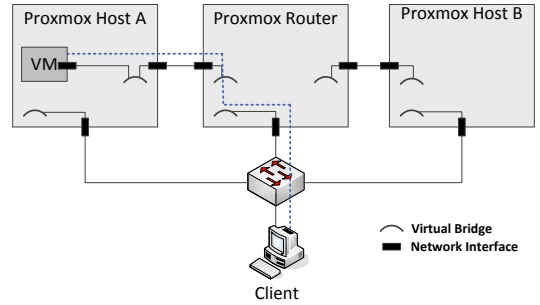 Proxmox Host A
Proxmox Router
Proxmox Host B
VM
Virtual Bridge
Network Interface
Client